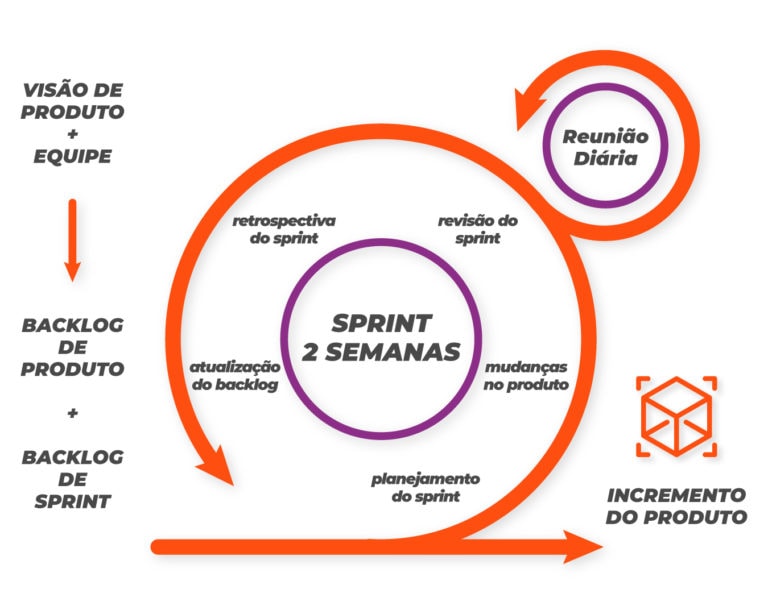 VISÃO DE
PRODUTO
+
EQUIPE
BACKLOG
DE
PRODUTO
+
BACKLOG
DE
SPRINT
Reunião
Diária
retrospectiva
do sprint
revisão do
sprint
SPRINT
2 SEMANAS
atualização
do backlog
mudanças
no produto
planejamento
do sprint
INCREMENTO
DO PRODUTO